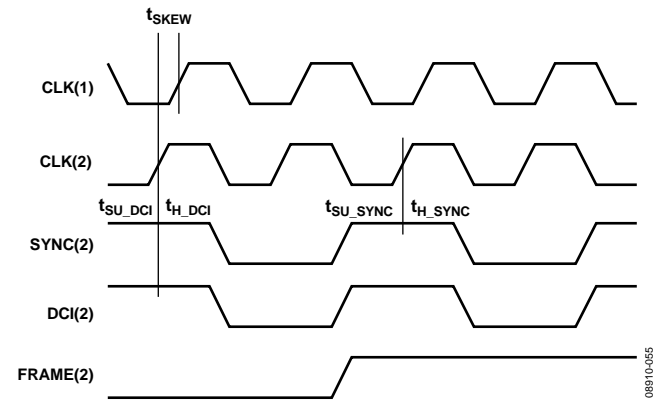 tSKEW
CLK(1)
CLK(2)
tSU_DCI tH_DCI tSU_SYNC tH_SYNC
SYNC(2)
DCI(2)
FRAME(2)
08910-055